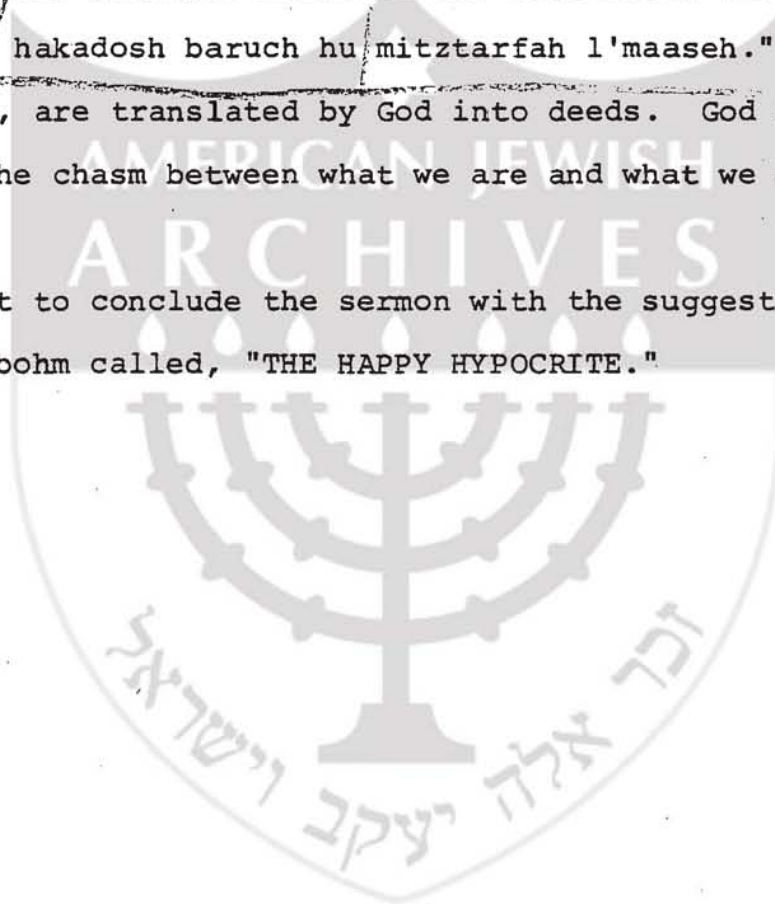 hakadosh baruch hu mitztarfah l'maaseh."
, are translated by God into deeds. God
he chasm between what we are and what we
t to conclude the sermon with the suggest
bohm called, "THE HAPPY HYPOCRITE."
AMERICAN JEWISH
ARCHIVES
זכר אלה יעקב וישראל